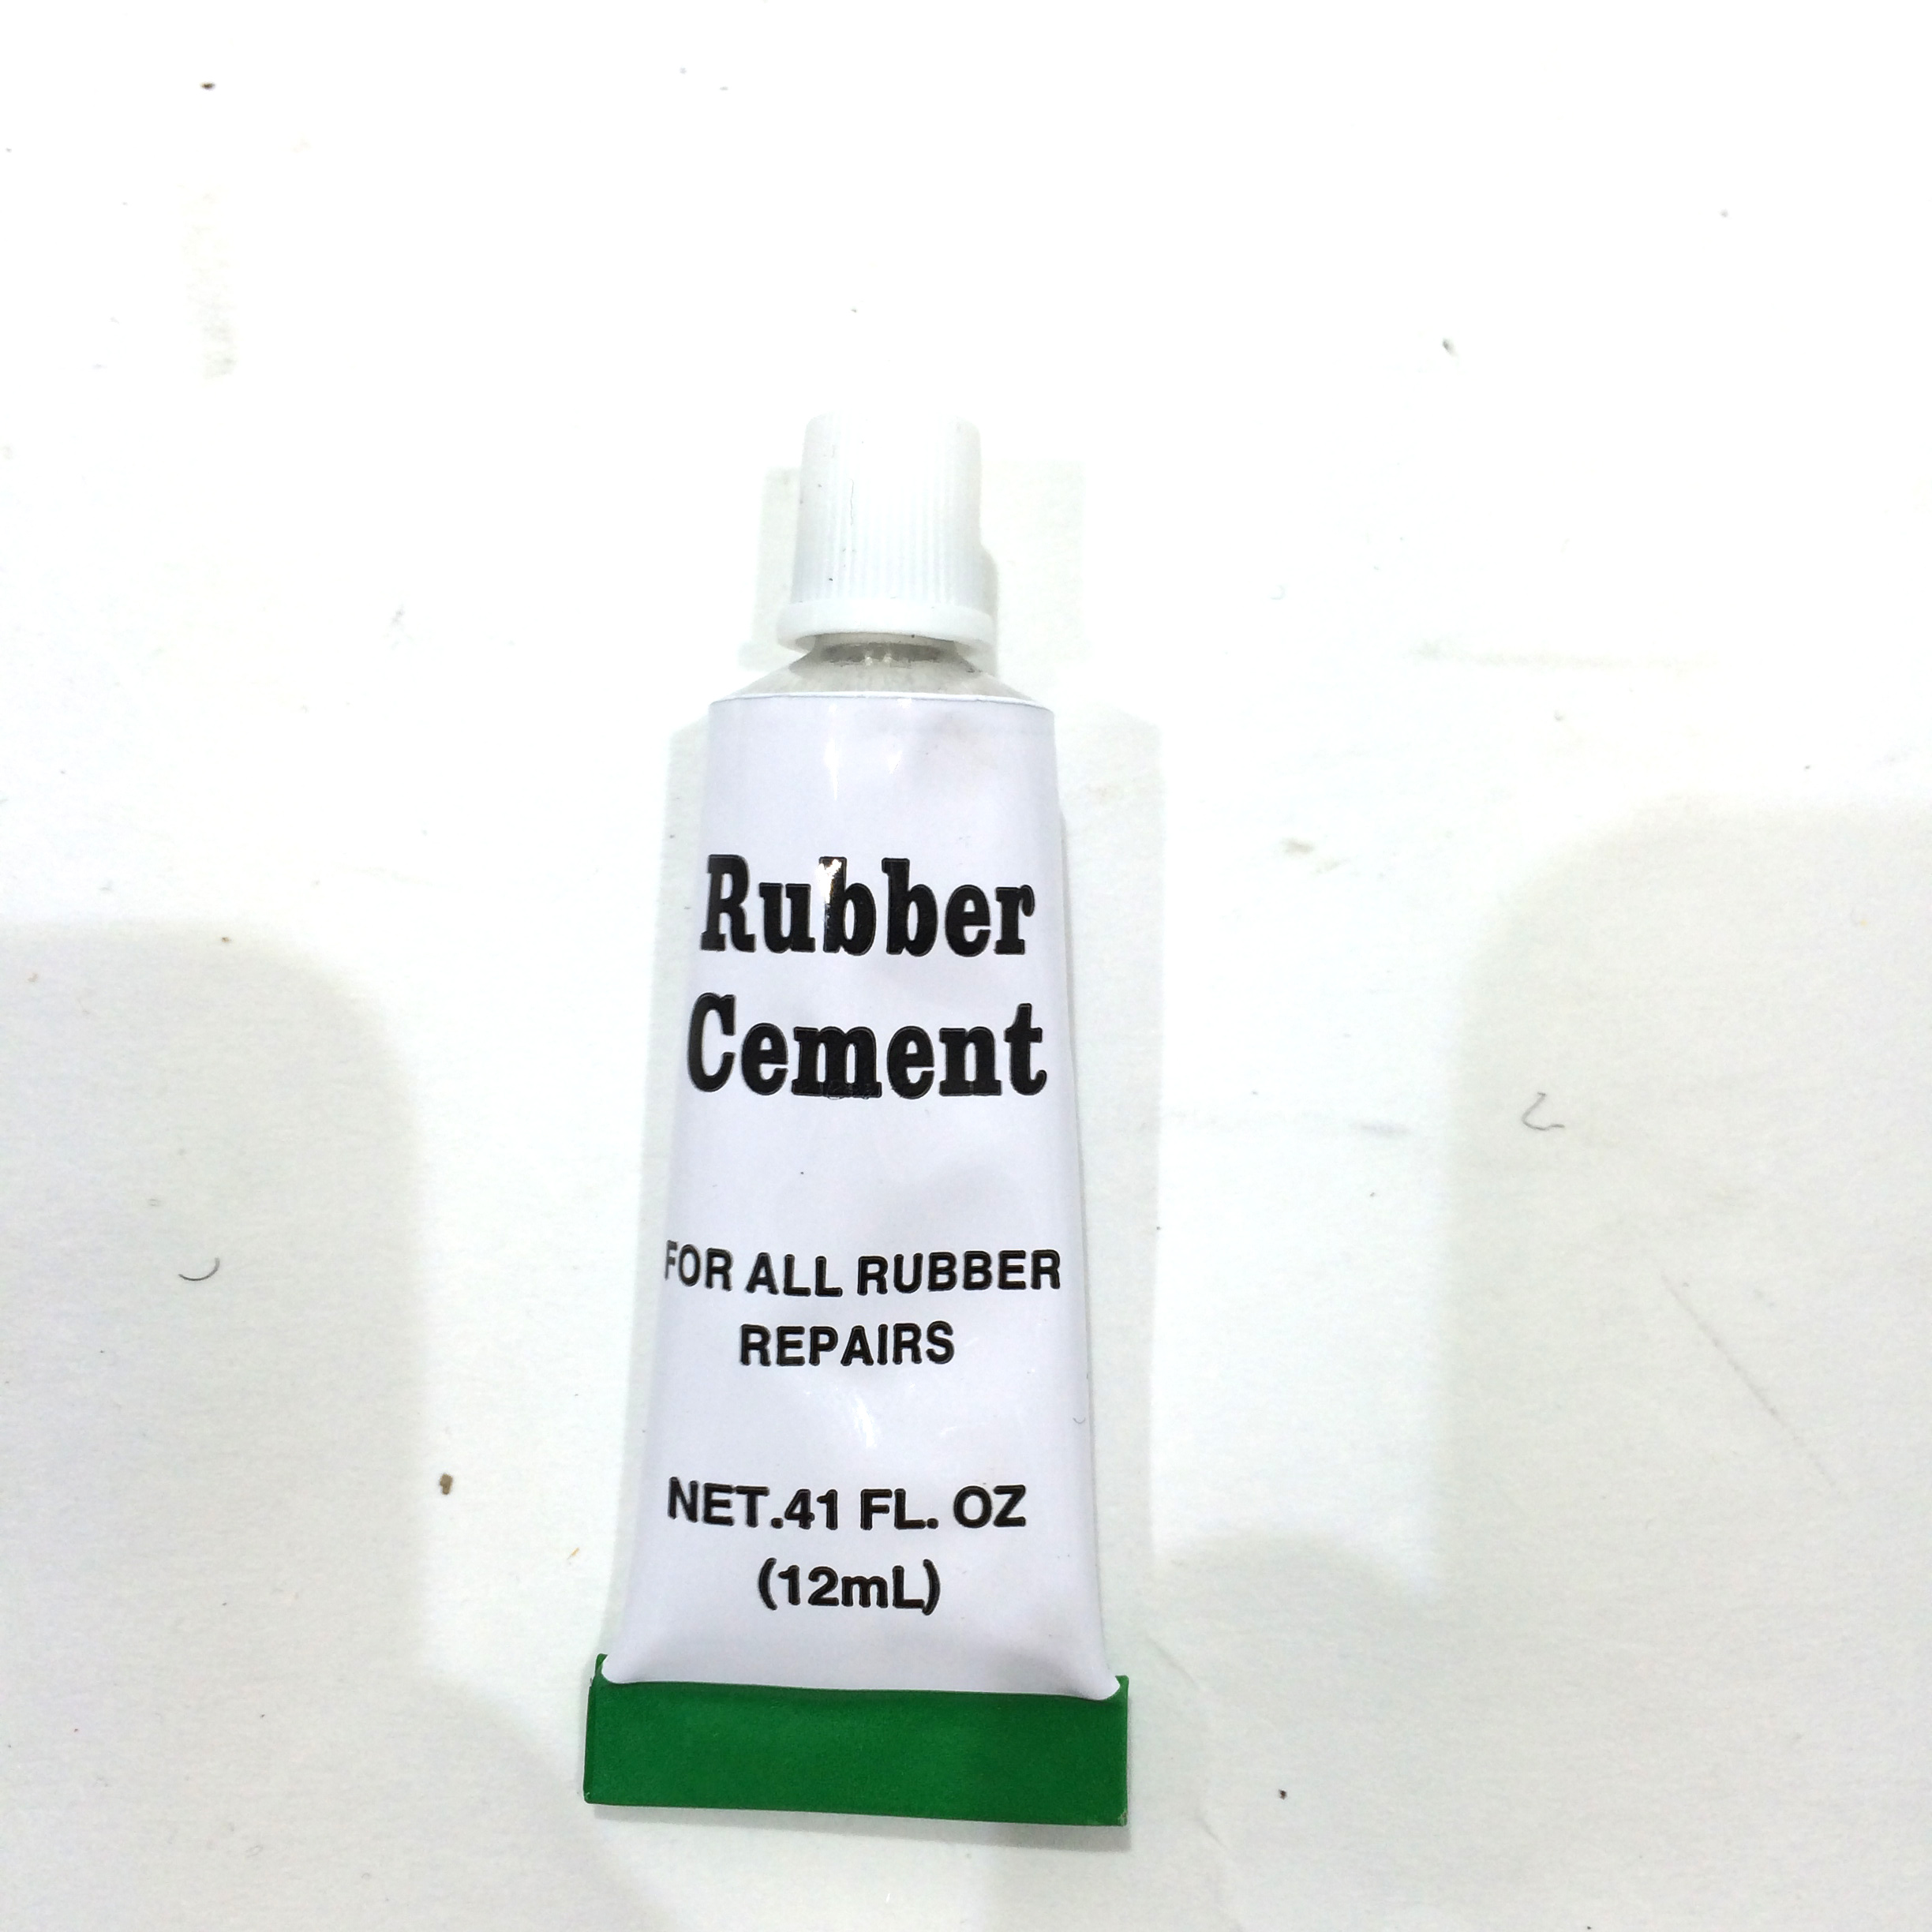 Rubber
Cement
FOR ALL RUBBER
REPAIRS
NET.41 FL. OZ
(12mL)